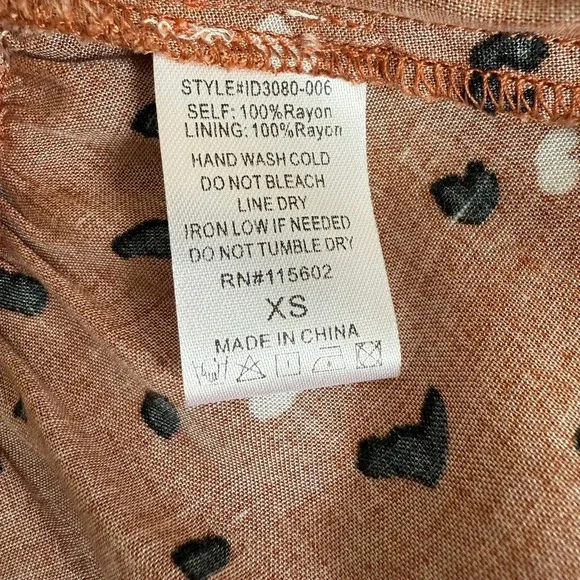 STYLE#ID3080-006
SELF: 100%Rayon
LINING: 100%Rayon
HAND WASH COLD
DO NOT BLEACH
LINE DRY
IRON LOW IF NEEDED
DO NOT TUMBLE DRY
RN#115602
XS
MADE IN CHINA